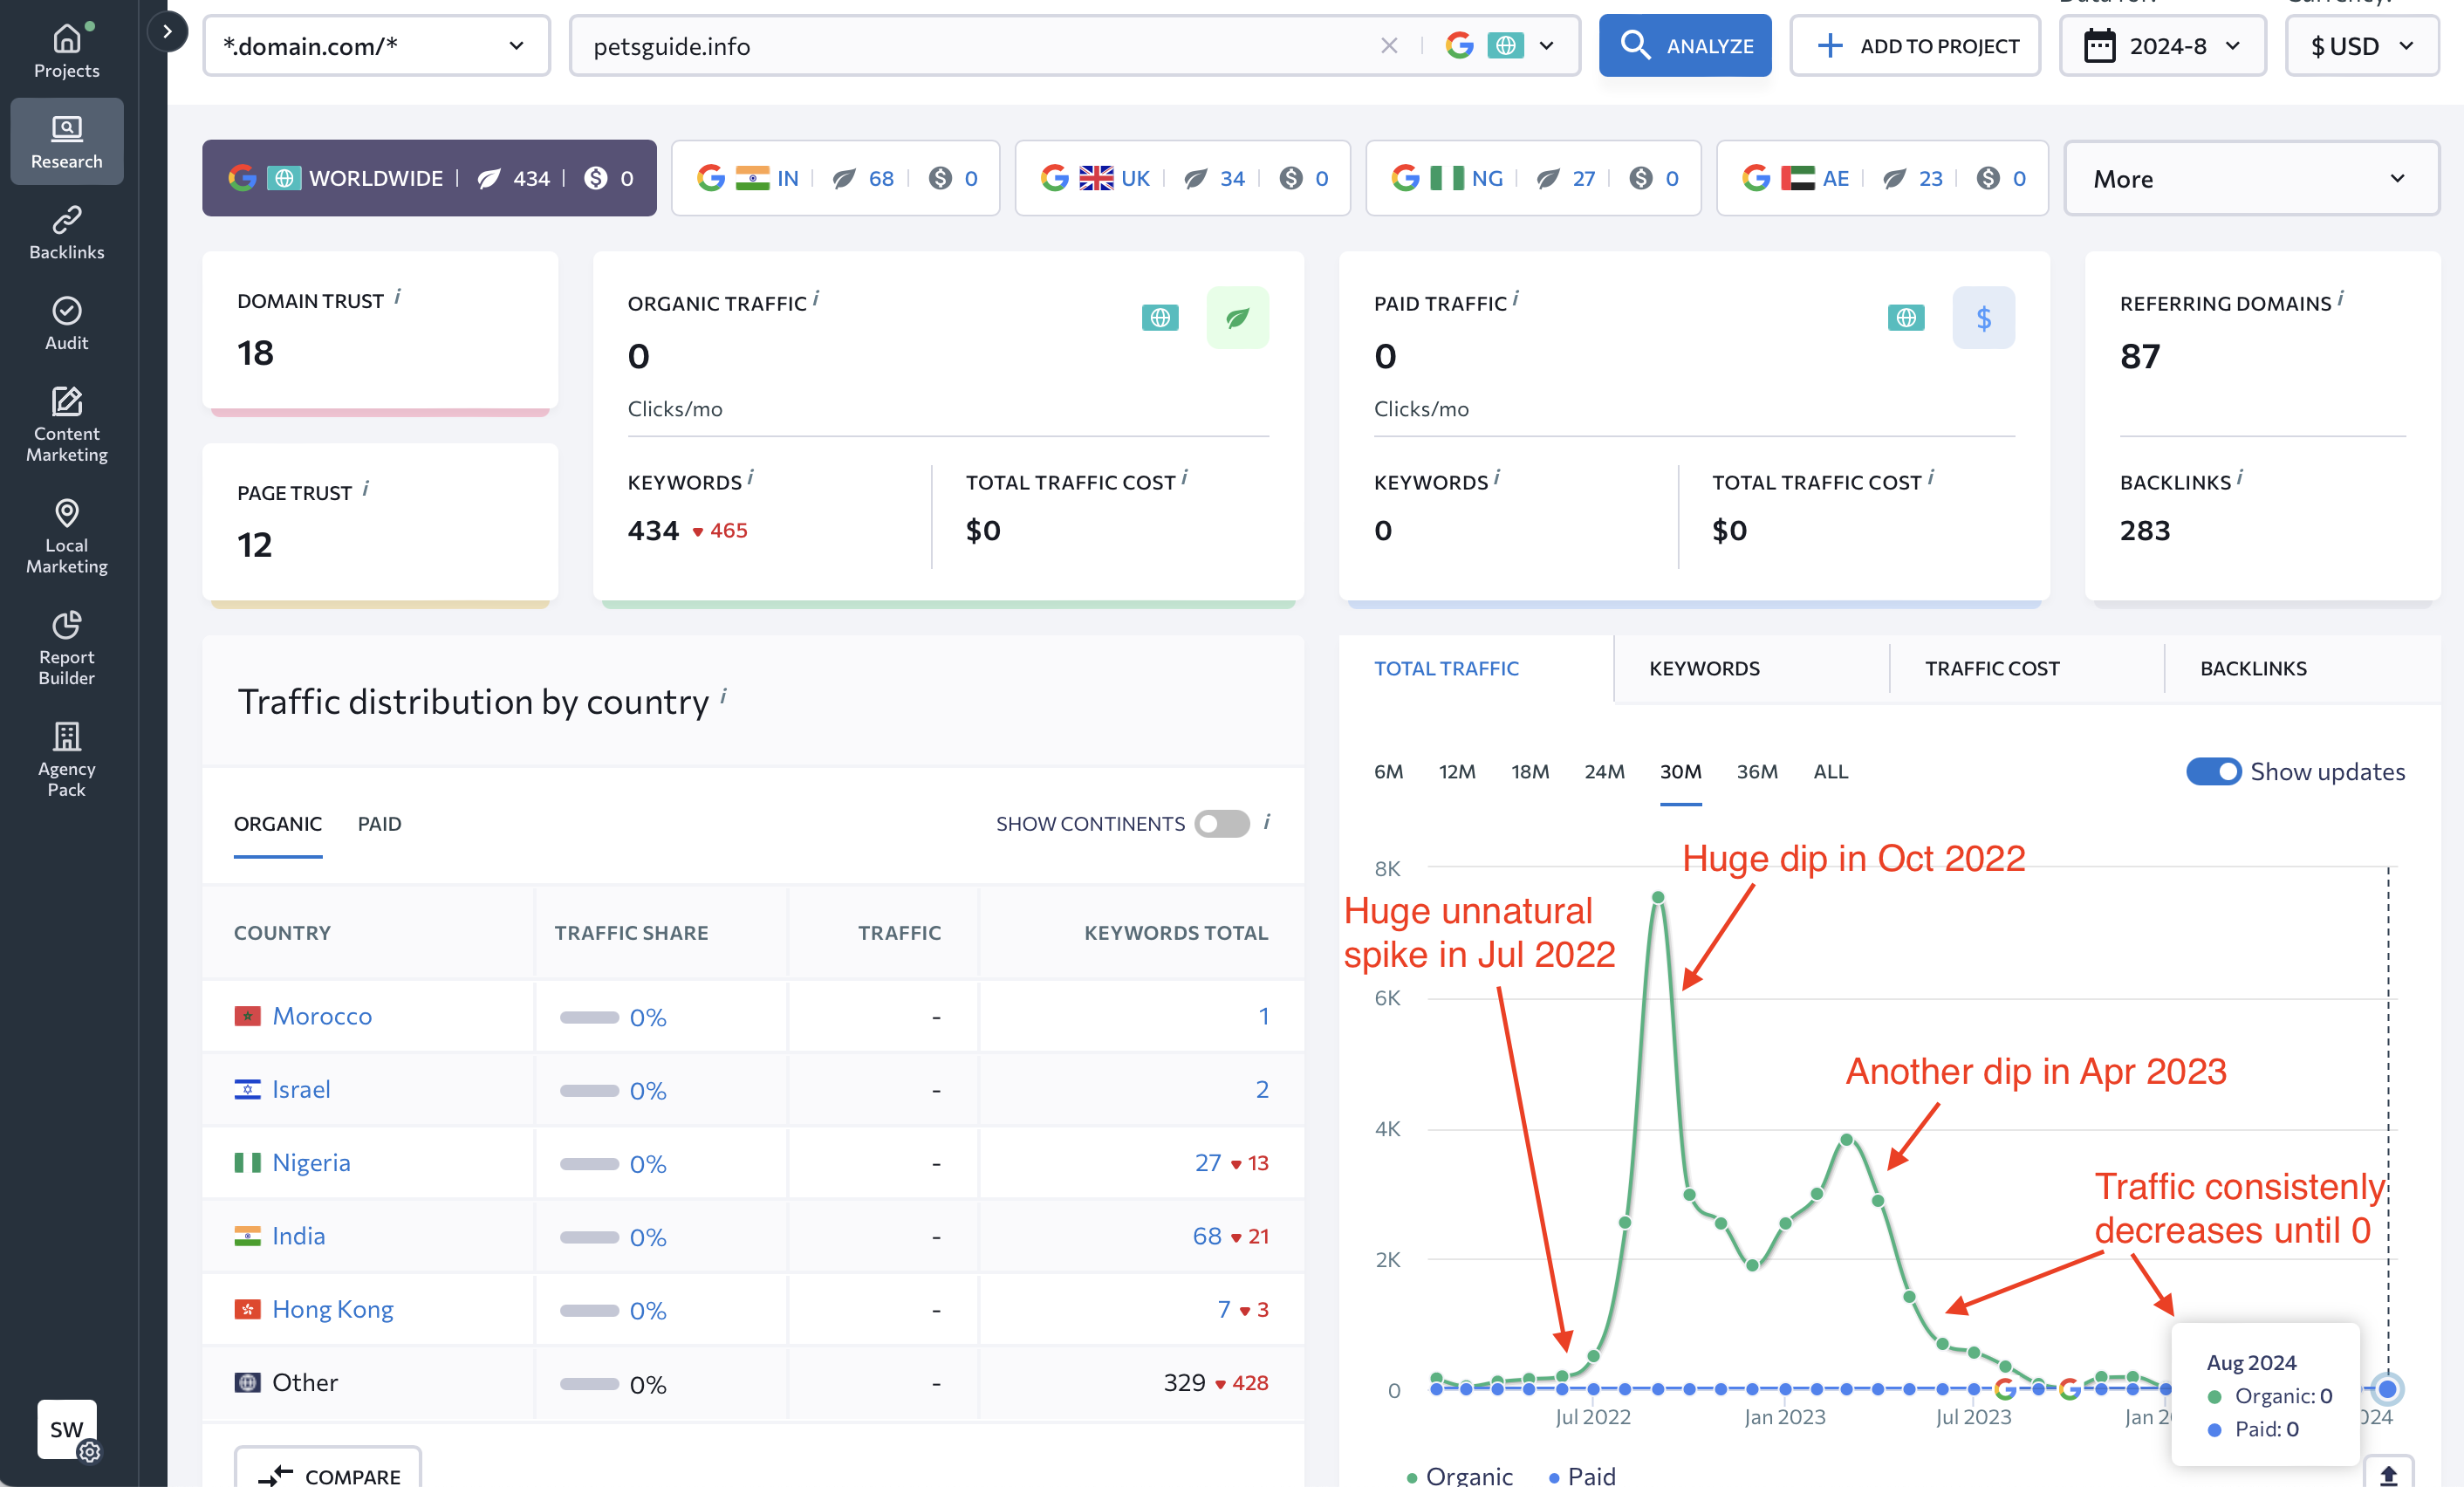 Data for:
Currency:
Projects
Research
Backlinks
Audit
Content
Marketing
Local
Marketing
Report
Builder
Agency
Pack
SW
*.domain.com/*
petsguide.info
ANALYZE
ADD TO PROJECT
2024-8
$ USD
WORLDWIDE | 434 | 0
IN | 68 | 0
UK | 34 | 0
NG | 27 | 0
AE | 23 | 0
More
DOMAIN TRUST i
18
PAGE TRUST i
12
ORGANIC TRAFFIC i
0
Clicks/mo
KEYWORDS i
434 465
TOTAL TRAFFIC COST i
$0
PAID TRAFFIC i
$
0
Clicks/mo
KEYWORDS i
0
TOTAL TRAFFIC COST i
$0
REFERRING DOMAINS i
87
BACKLINKS i
283
Traffic distribution by country i
ORGANIC PAID
SHOW CONTINENTS i
COUNTRY TRAFFIC SHARE TRAFFIC KEYWORDS TOTAL
Morocco 0% - 1
Israel 0% - 2
Nigeria 0% - 27 13
India 0% - 68 21
Hong Kong 0% - 7 3
Other 0% - 329 428
COMPARE
TOTAL TRAFFIC KEYWORDS TRAFFIC COST BACKLINKS
6M 12M 18M 24M 30M 36M ALL
Show updates
8K
6K
4K
2K
0
Huge dip in Oct 2022
Huge unnatural
spike in Jul 2022
Another dip in Apr 2023
Traffic consistenly
decreases until 0
Aug 2024
Organic: 0
Paid: 0
Jul 2022 Jan 2023 Jul 2023 Jan 2 024
Organic Paid